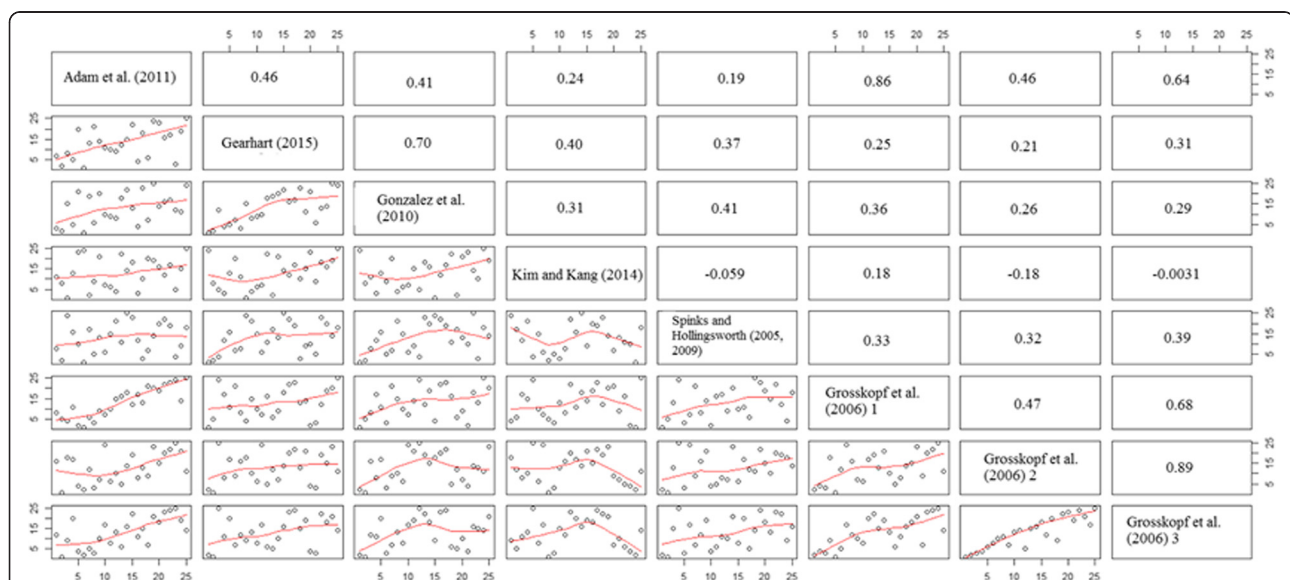 5 10 15 20 25 5 10 15 20 25 5 10 15 20 25 5 10 15 20 25
Adam et al. (2011) 0.46 0.41 0.24 0.19 0.86 0.46 0.64 5 15 25
5 15 25 Gearhart (2015) 0.70 0.40 0.37 0.25 0.21 0.31
Gonzalez et al.
(2010) 0.31 0.41 0.36 0.26 0.29 5 15 25
5 15 25 Kim and Kang (2014) -0.059 0.18 -0.18 -0.0031
Spinks and
Hollingsworth (2005,
2009) 0.33 0.32 0.39 5 15 25
5 15 25 Grosskopf et al.
(2006) 1 0.47 0.68
Grosskopf et al.
(2006) 2 0.89 5 15 25
5 15 25 Grosskopf et al.
(2006) 3
5 10 15 20 25 5 10 15 20 25 5 10 15 20 25 5 10 15 20 25